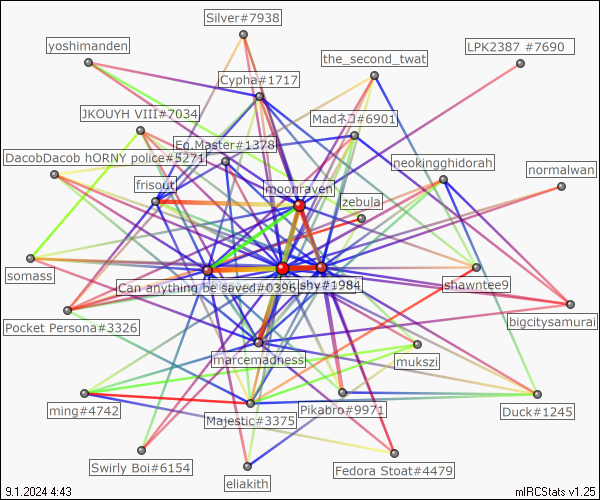 Silver#7938
yoshimanden
LPK2387 #7690
the_second_twat
Cypha#1717
JKOUYH VIII#7034
Madネコ#6901
Eq.Master#1378
DacobDacob hORNY police#5271
neokingghidorah
normalwan
frisout
moonraven
zebula
somass
Can anything be saved#0396
shy#1984
shawntee9
Pocket Persona#3326
bigcitysamurai
marcemadness
mukszi
ming#4742
Majestic#3375
Pikabro#9971
Duck#1245
Swirly Boi#6154
eliakith
Fedora Stoat#4479
9.1.2024 4:43
mIRCStats v1.25